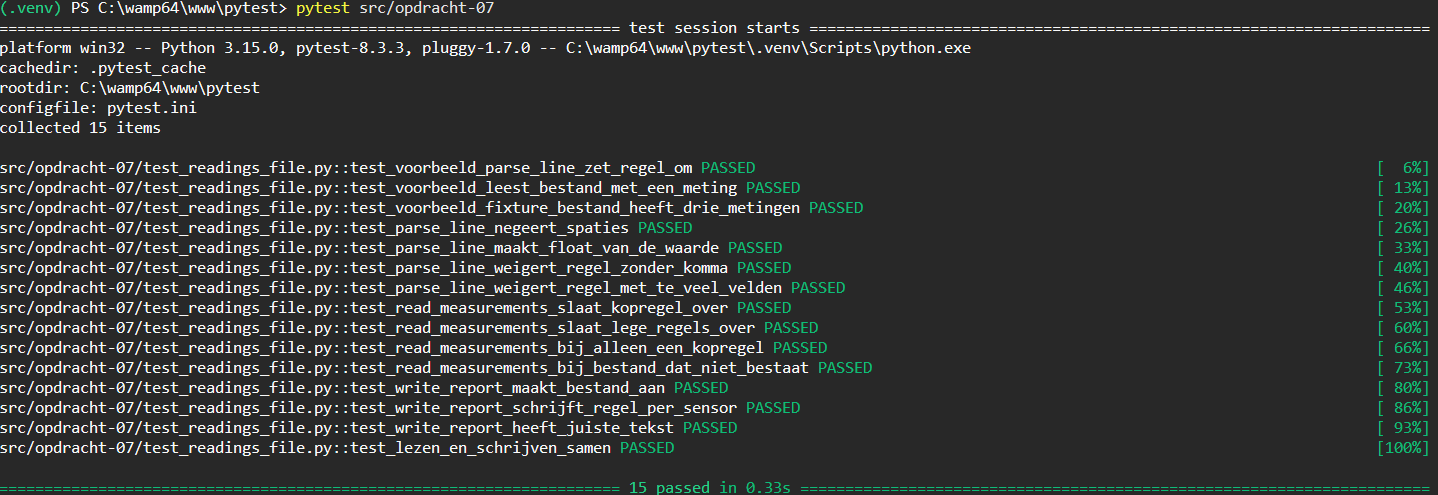 (.venv) PS C:\wamp64\www\pytest> pytest src/opdracht-07
============================================================================ test session starts ============================================================================
platform win32 -- Python 3.15.0, pytest-8.3.3, pluggy-1.7.0 -- C:\wamp64\www\pytest\.venv\Scripts\python.exe
cachedir: .pytest_cache
rootdir: C:\wamp64\www\pytest
configfile: pytest.ini
collected 15 items
src/opdracht-07/test_readings_file.py::test_voorbeeld_parse_line_zet_regel_om PASSED [  6%]
src/opdracht-07/test_readings_file.py::test_voorbeeld_leest_bestand_met_een_meting PASSED [ 13%]
src/opdracht-07/test_readings_file.py::test_voorbeeld_fixture_bestand_heeft_drie_metingen PASSED [ 20%]
src/opdracht-07/test_readings_file.py::test_parse_line_negeert_spaties PASSED [ 26%]
src/opdracht-07/test_readings_file.py::test_parse_line_maakt_float_van_de_waarde PASSED [ 33%]
src/opdracht-07/test_readings_file.py::test_parse_line_weigert_regel_zonder_komma PASSED [ 40%]
src/opdracht-07/test_readings_file.py::test_parse_line_weigert_regel_met_te_veel_velden PASSED [ 46%]
src/opdracht-07/test_readings_file.py::test_read_measurements_slaat_kopregel_over PASSED [ 53%]
src/opdracht-07/test_readings_file.py::test_read_measurements_slaat_lege_regels_over PASSED [ 60%]
src/opdracht-07/test_readings_file.py::test_read_measurements_bij_alleen_een_kopregel PASSED [ 66%]
src/opdracht-07/test_readings_file.py::test_read_measurements_bij_bestand_dat_niet_bestaat PASSED [ 73%]
src/opdracht-07/test_readings_file.py::test_write_report_maakt_bestand_aan PASSED [ 80%]
src/opdracht-07/test_readings_file.py::test_write_report_schrijft_regel_per_sensor PASSED [ 86%]
src/opdracht-07/test_readings_file.py::test_write_report_heeft_juiste_tekst PASSED [ 93%]
src/opdracht-07/test_readings_file.py::test_lezen_en_schrijven_samen PASSED [100%]
============================================================================ 15 passed in 0.33s =============================================================================